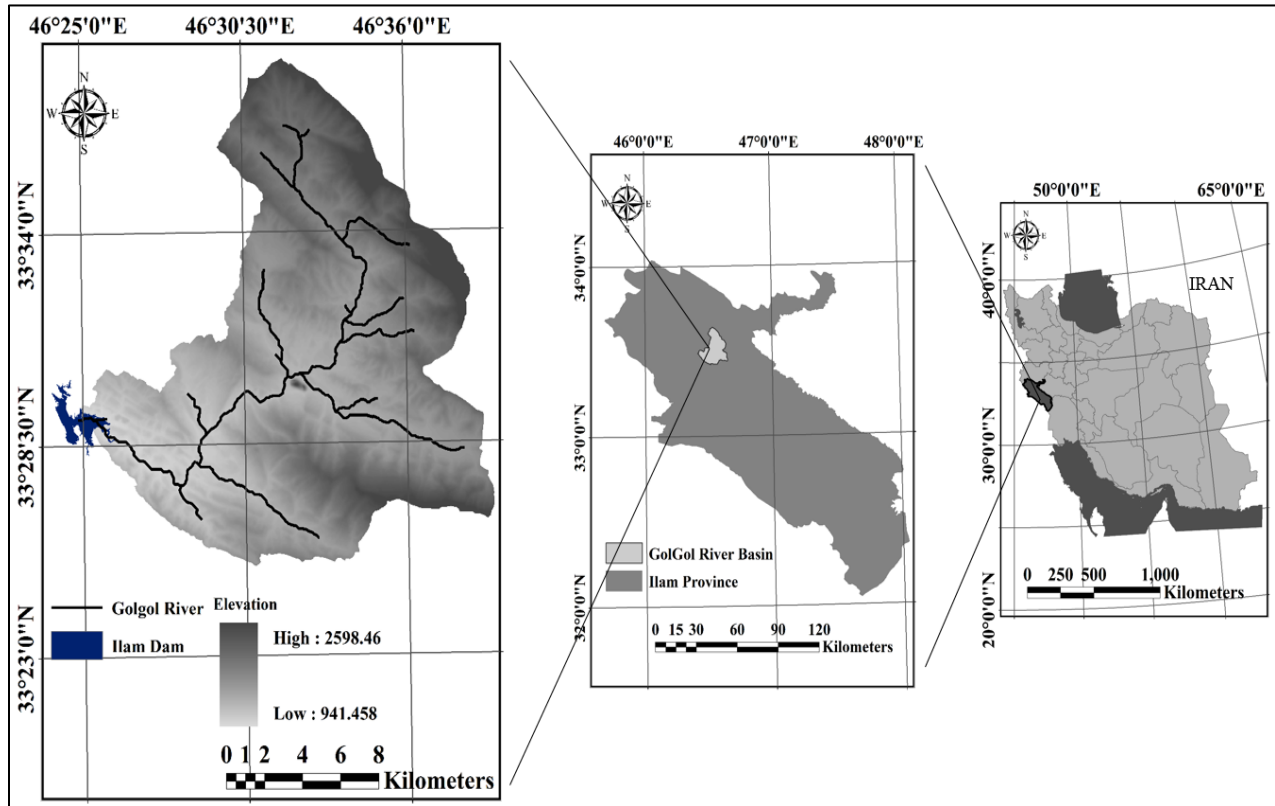 46°25'0"E 46°30'30"E 46°36'0"E
N
W E
S
33°34'0"N
33°28'30"N
33°23'0"N
Golgol River
Ilam Dam
Elevation
High : 2598.46
Low : 941.458
0 1 2 4 6 8
Kilometers
46°0'0"E 47°0'0"E 48°0'0"E
N
W E
S
34°0'0"N
33°0'0"N
32°0'0"N
GolGol River Basin
Ilam Province
0 15 30 60 90 120
Kilometers
50°0'0"E 65°0'0"E
N
W E
S
IRAN
40°0'0"N
30°0'0"N
20°0'0"N
0 250 500 1,000
Kilometers